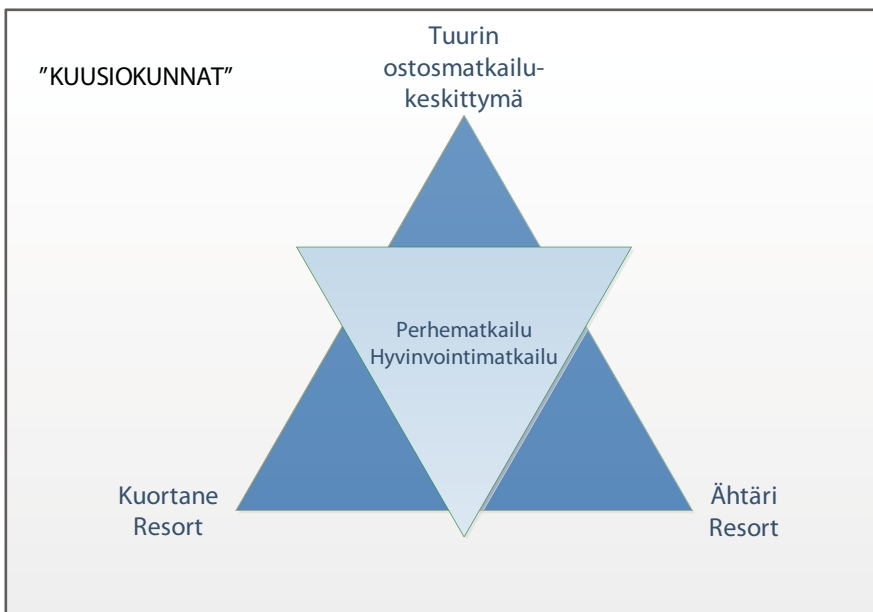 ”KUUSIOKUNNAT”
Tuurin
ostosmatkailu-
keskittymä
Perhematkailu
Hyvinvointimatkailu
Kuortane
Resort
Ähtäri
Resort